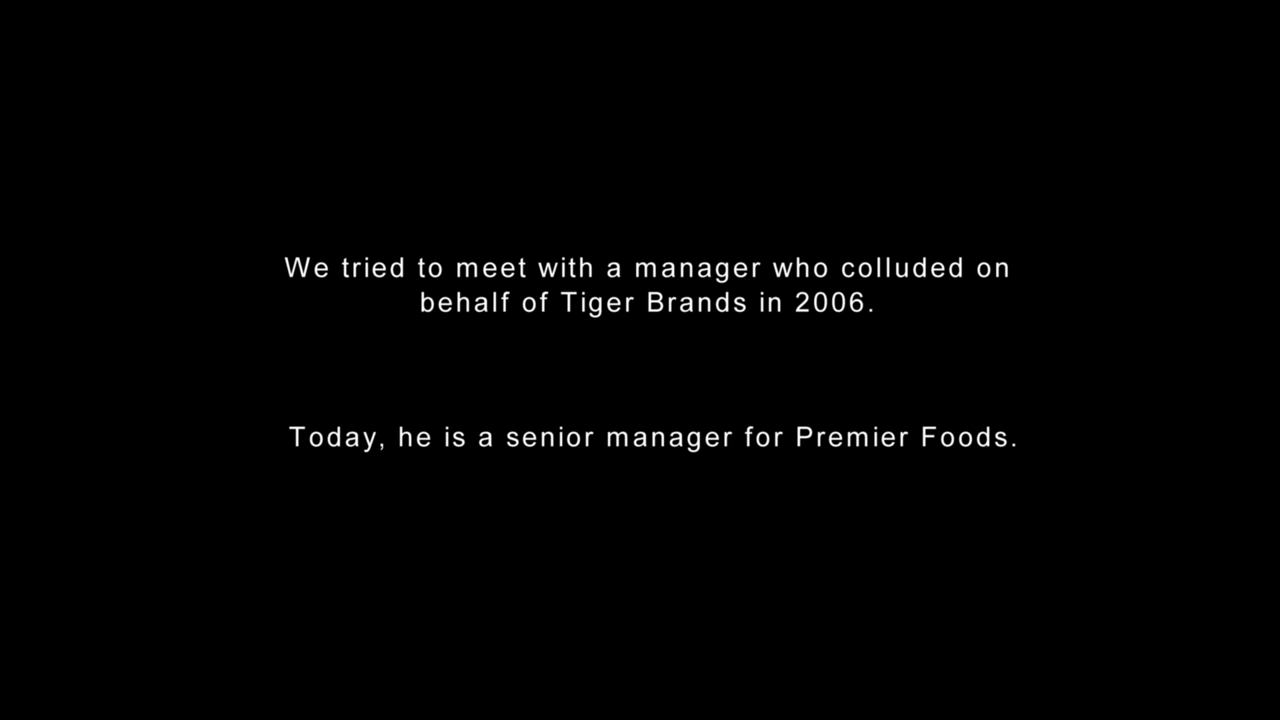 We tried to meet with a manager who colluded on
behalf of Tiger Brands in 2006.
Today, he is a senior manager for Premier Foods.